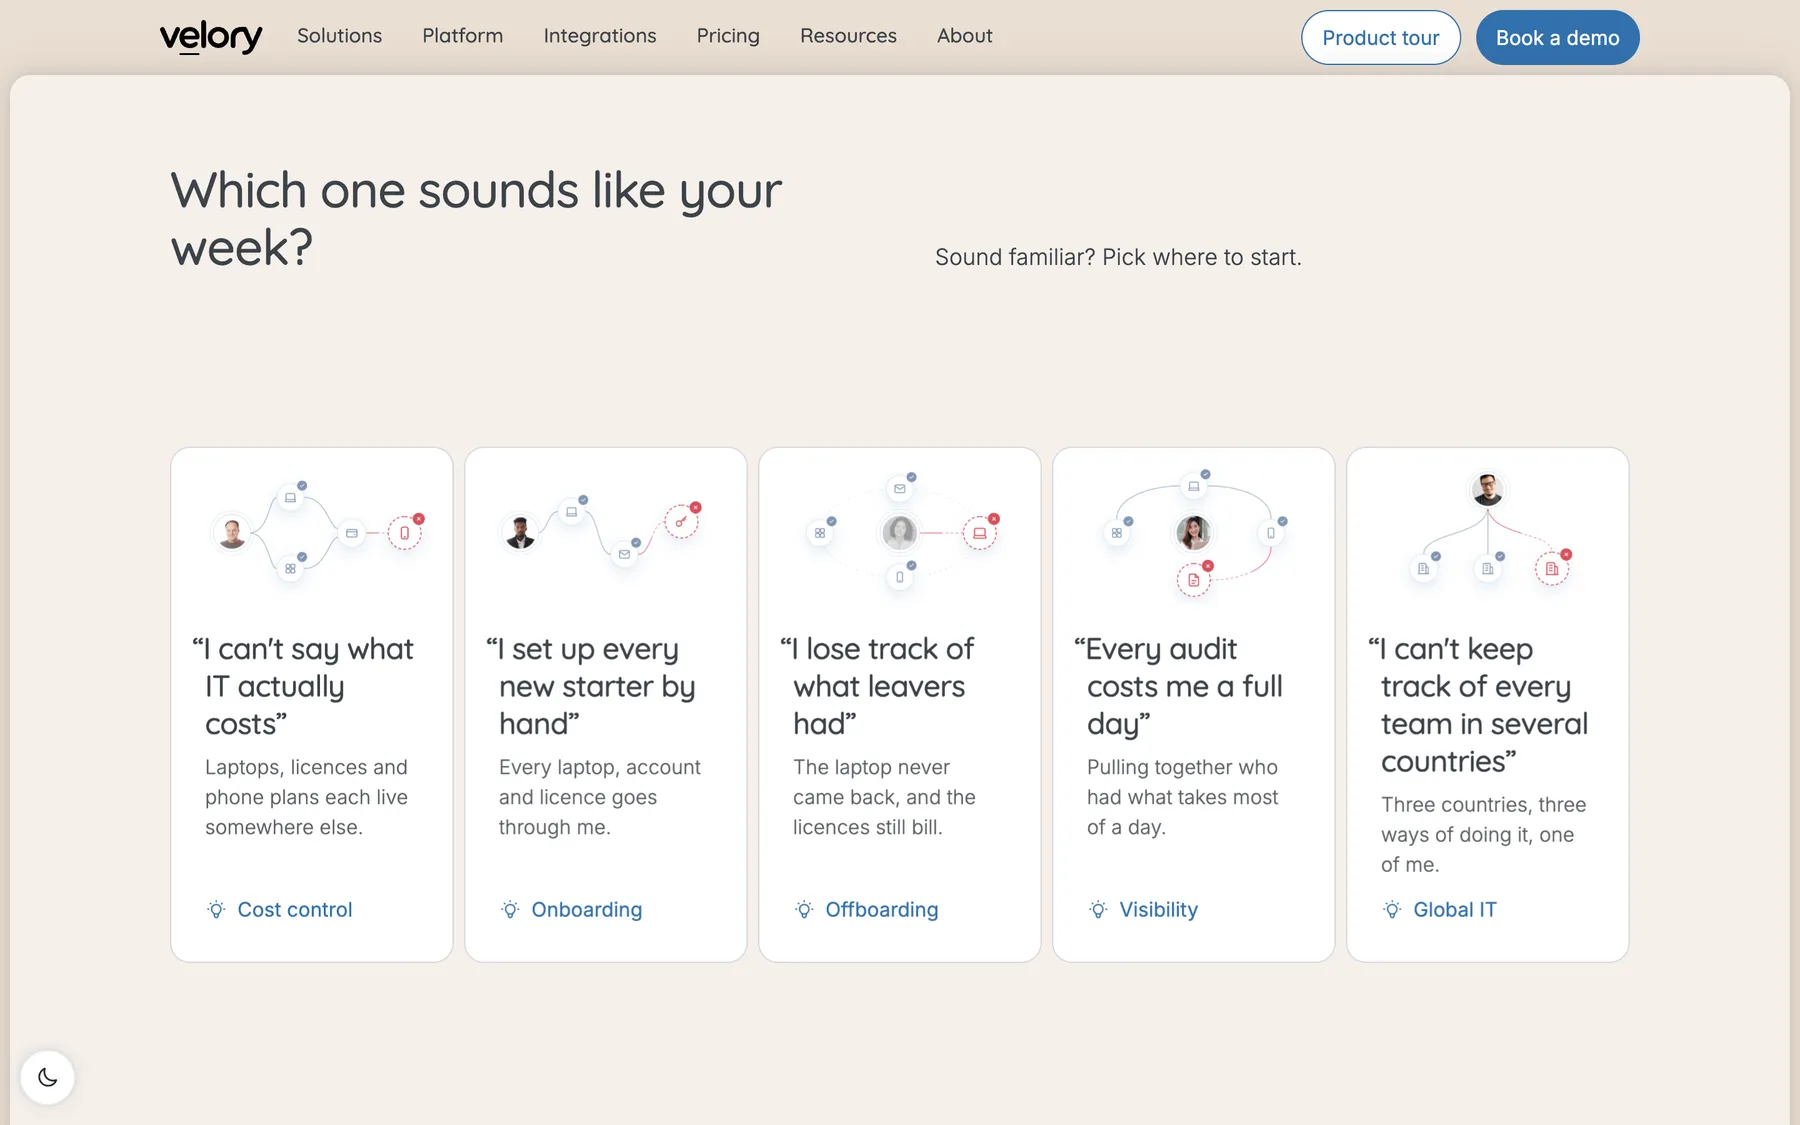 velory
Solutions
Platform
Integrations
Pricing
Resources
About
Product tour
Book a demo
Which one sounds like your
week?
Sound familiar? Pick where to start.
“I can't say what
IT actually
costs”
Laptops, licences and
phone plans each live
somewhere else.
Cost control
“I set up every
new starter by
hand”
Every laptop, account
and licence goes
through me.
Onboarding
“I lose track of
what leavers
had”
The laptop never
came back, and the
licences still bill.
Offboarding
“Every audit
costs me a full
day”
Pulling together who
had what takes most
of a day.
Visibility
“I can't keep
track of every
team in several
countries”
Three countries, three
ways of doing it, one
of me.
Global IT